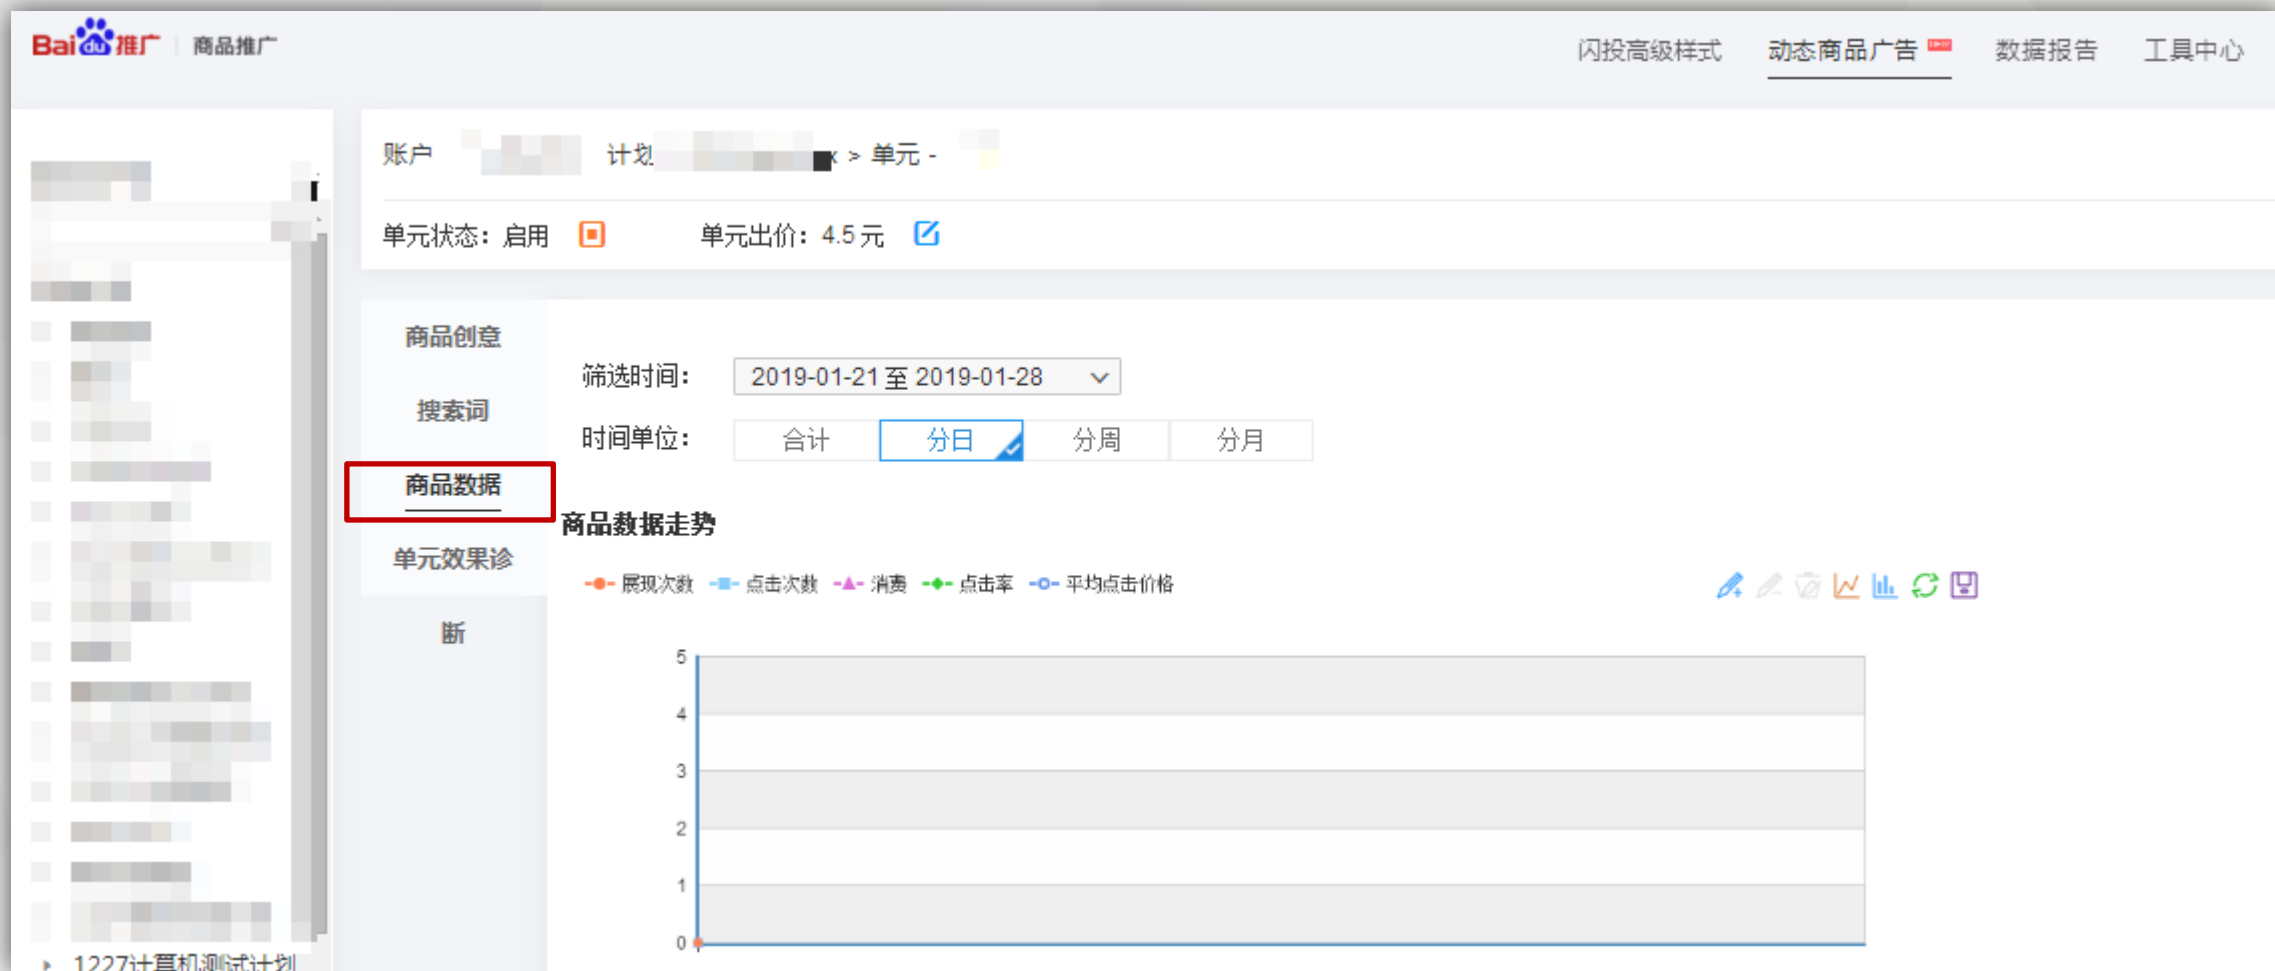 Bai du 推广 商品推广
闪投高级样式 动态商品广告 数据报告 工具中心
账户 计划 x > 单元 -
单元状态：启用 单元出价：4.5 元
商品创意
搜索词
商品数据
单元效果诊
断
筛选时间： 2019-01-21 至 2019-01-28
时间单位： 合计 分日 分周 分月
商品数据走势
展现次数 点击次数 消费 点击率 平均点击价格
5
4
3
2
1
0
1227计算机测试计划